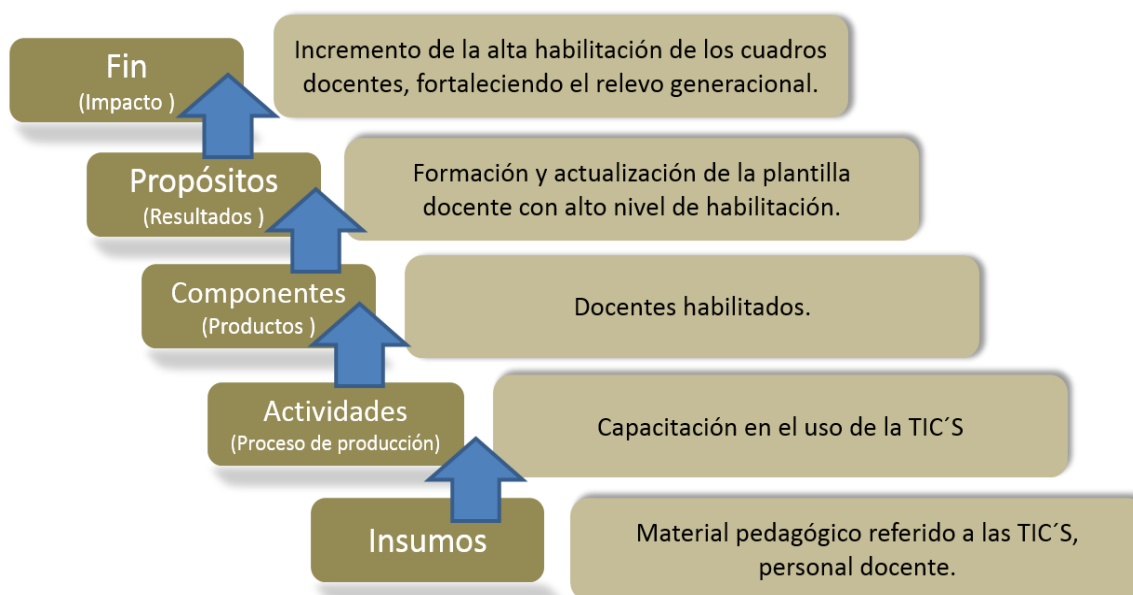 Fin
(Impacto )
Incremento de la alta habilitación de los cuadros
docentes, fortaleciendo el relevo generacional.
Propósitos
(Resultados )
Formación y actualización de la plantilla
docente con alto nivel de habilitación.
Componentes
(Productos )
Docentes habilitados.
Actividades
(Proceso de producción)
Capacitación en el uso de la TIC´S
Insumos
Material pedagógico referido a las TIC´S,
personal docente.